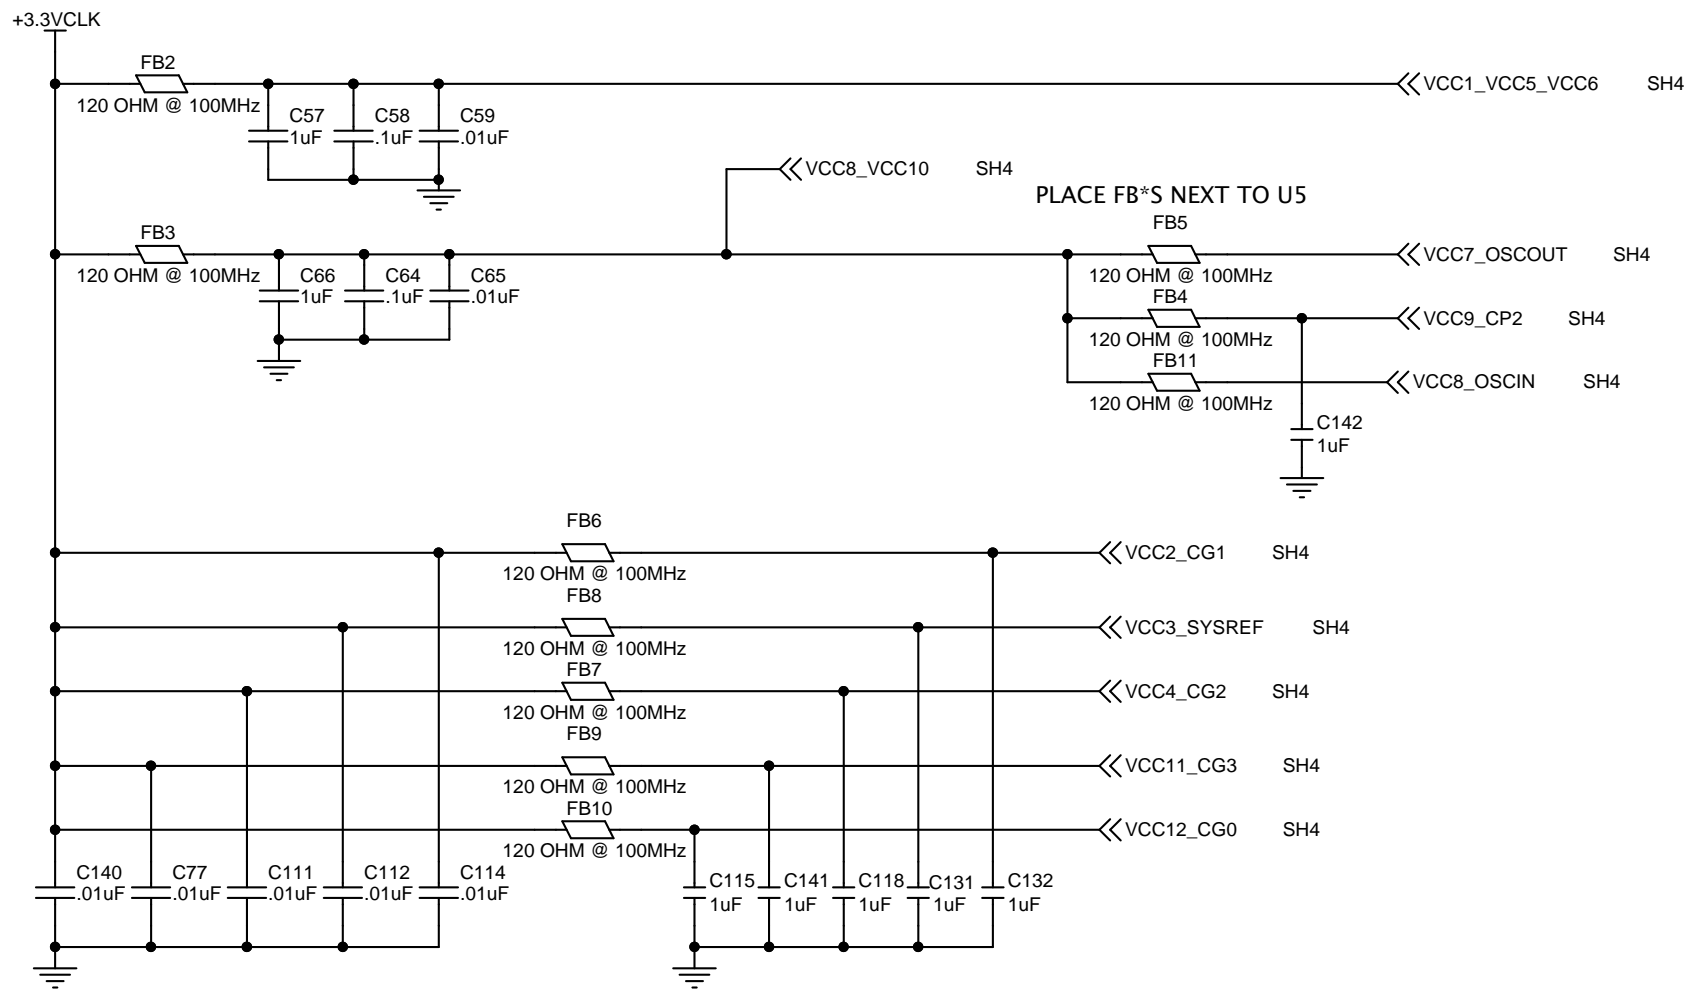 +3.3VCLK
FB2
120 OHM @ 100MHz
VCC1_VCC5_VCC6 SH4
C57
1uF
C58
.1uF
C59
.01uF
VCC8_VCC10 SH4
PLACE FB*S NEXT TO U5
FB3
120 OHM @ 100MHz
C66
1uF
C64
.1uF
C65
.01uF
FB5
120 OHM @ 100MHz
VCC7_OSCOUT SH4
FB4
120 OHM @ 100MHz
VCC9_CP2 SH4
FB11
120 OHM @ 100MHz
VCC8_OSCIN SH4
C142
1uF
FB6
120 OHM @ 100MHz
VCC2_CG1 SH4
FB8
120 OHM @ 100MHz
VCC3_SYSREF SH4
FB7
120 OHM @ 100MHz
VCC4_CG2 SH4
FB9
120 OHM @ 100MHz
VCC11_CG3 SH4
FB10
120 OHM @ 100MHz
VCC12_CG0 SH4
C140
.01uF
C77
.01uF
C111
.01uF
C112
.01uF
C114
.01uF
C115
1uF
C141
1uF
C118
1uF
C131
1uF
C132
1uF